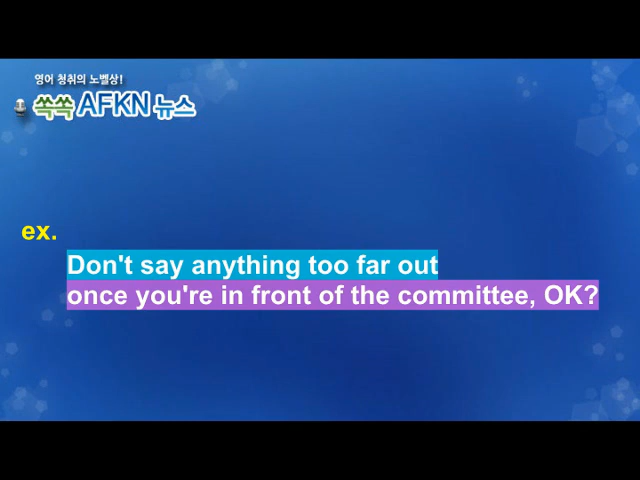 영어 청취의 노벨상!
쏙쏙 AFKN 뉴스
ex.
Don't say anything too far out
once you're in front of the committee, OK?